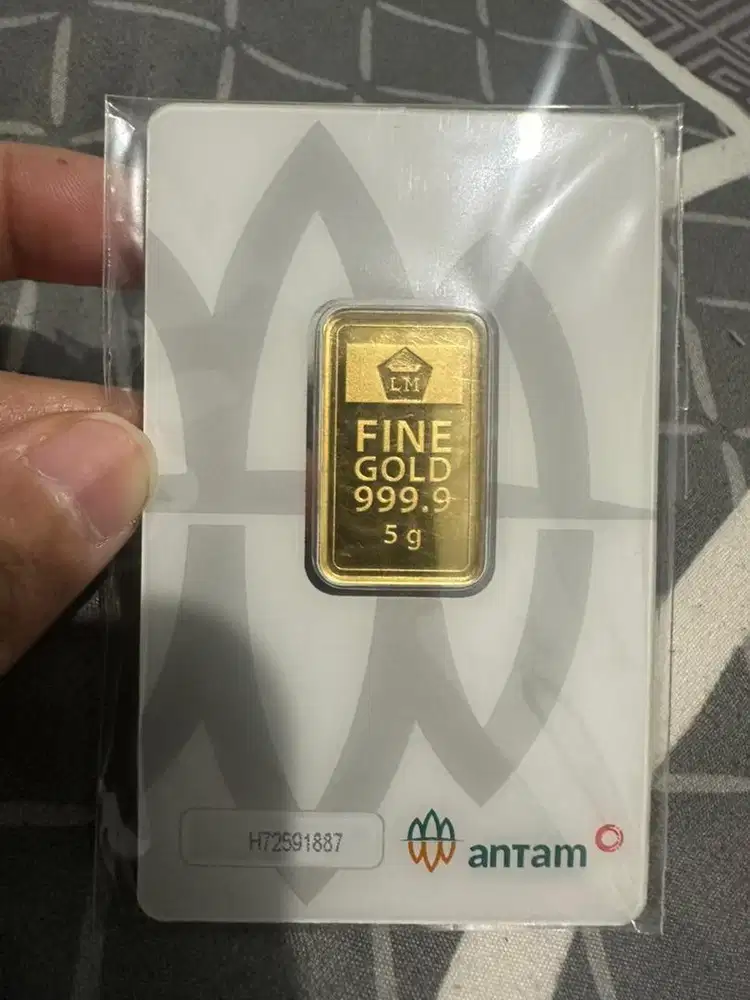 LM
FINE
GOLD
999.9
5 g
H72591887
antam